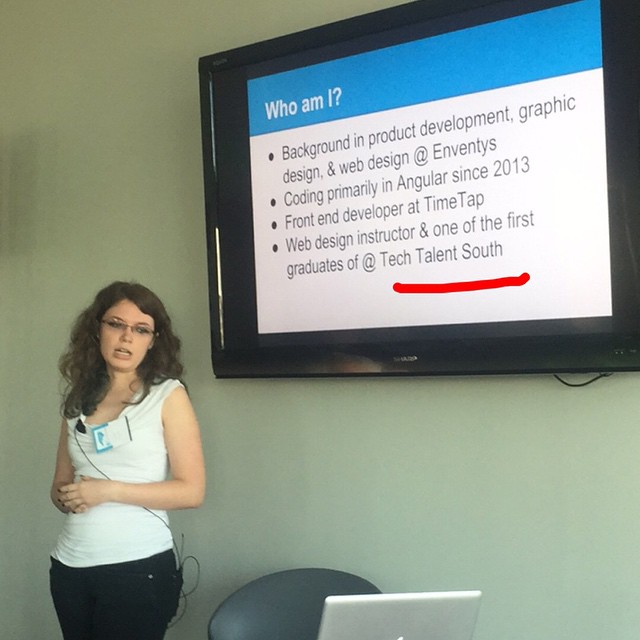 Who am I?
● Background in product development, graphic
design, & web design @ Enventys
● Coding primarily in Angular since 2013
● Front end developer at TimeTap
● Web design instructor & one of the first
graduates of @ Tech Talent South
SHARP